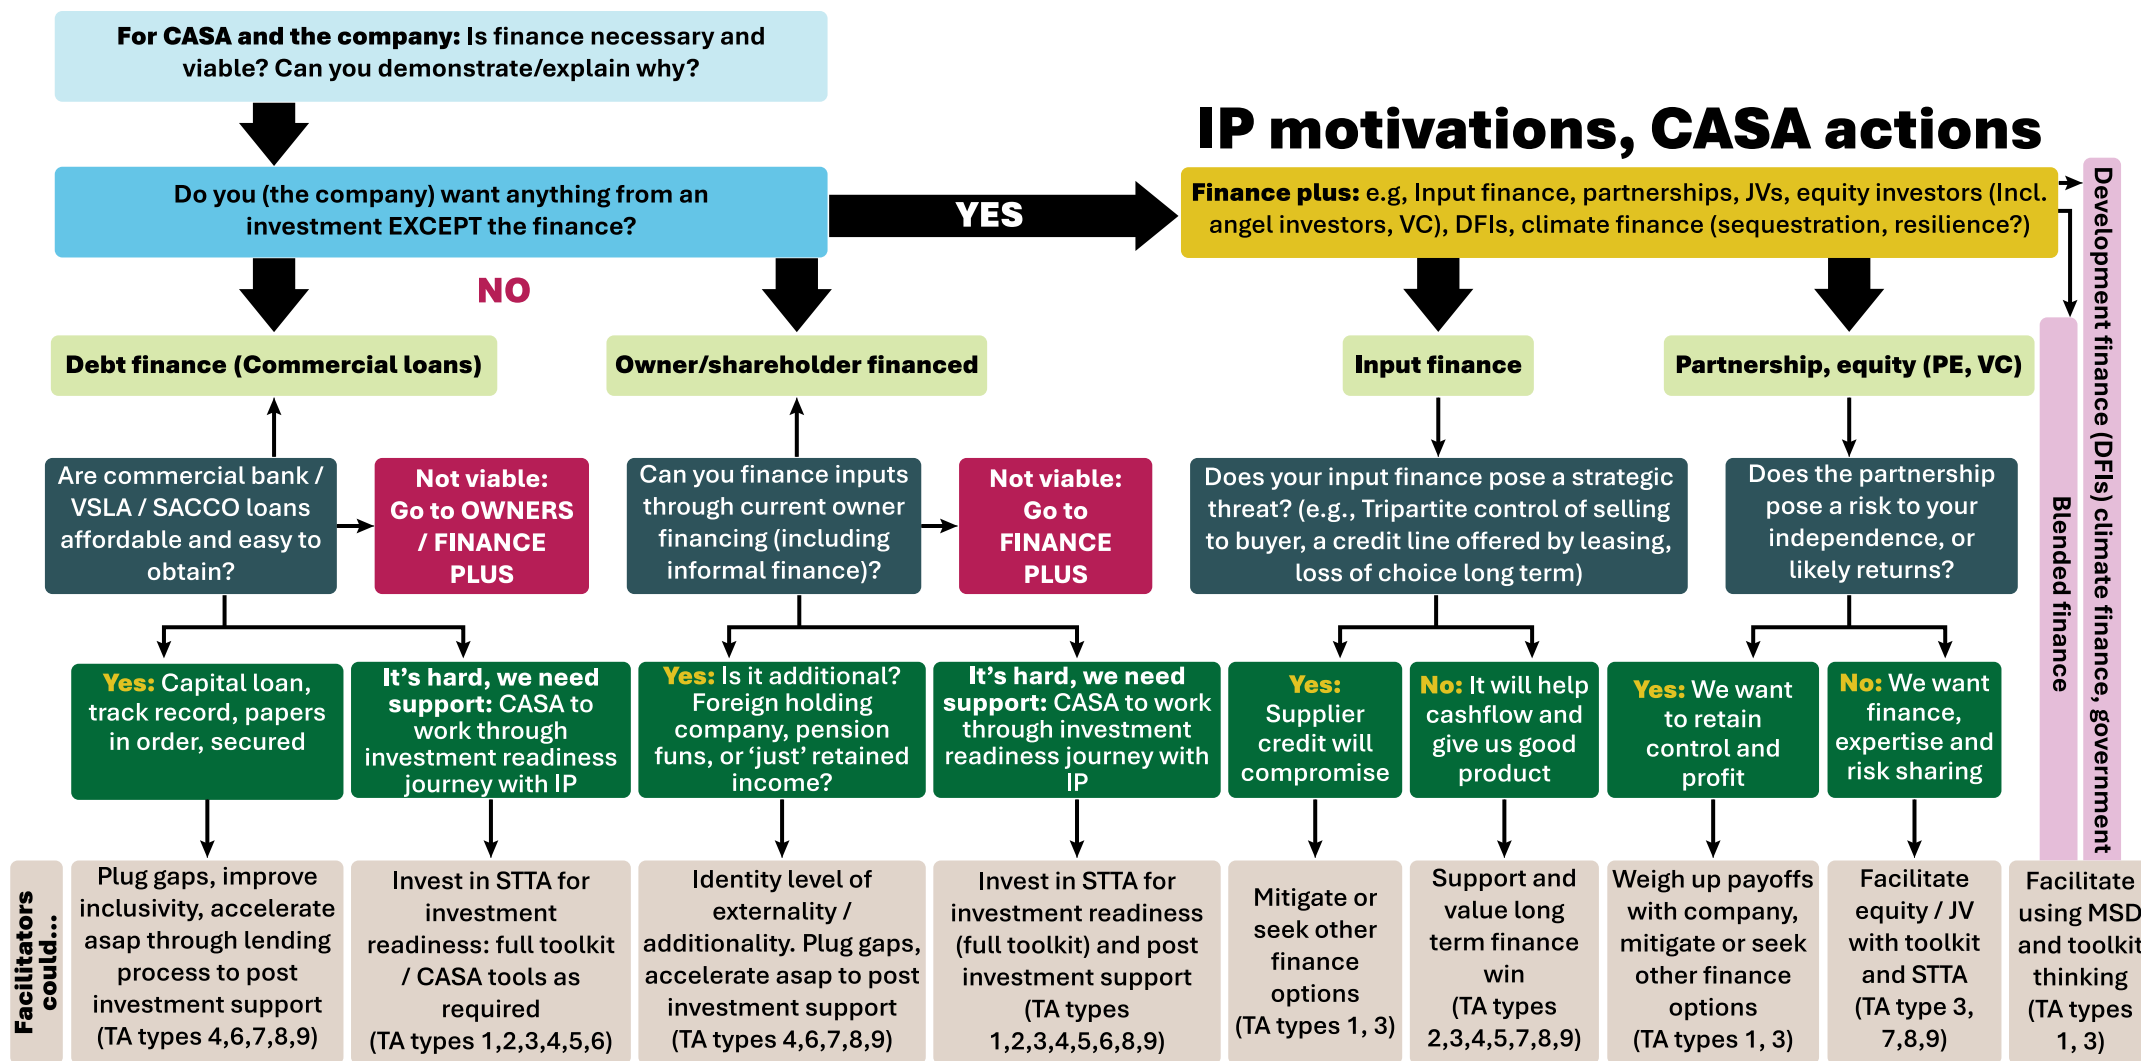 For CASA and the company: Is finance necessary and
viable? Can you demonstrate/explain why?
IP motivations, CASA actions
Do you (the company) want anything from an
investment EXCEPT the finance?
YES
Finance plus: e.g, Input finance, partnerships, JVs, equity investors (Incl.
angel investors, VC), DFIs, climate finance (sequestration, resilience?)
NO
Debt finance (Commercial loans)
Owner/shareholder financed
Input finance
Partnership, equity (PE, VC)
Development finance (DFIs) climate finance, government
Blended finance
Are commercial bank /
VSLA / SACCO loans
affordable and easy to
obtain?
Not viable:
Go to OWNERS
/ FINANCE
PLUS
Can you finance inputs
through current owner
financing (including
informal finance)?
Not viable:
Go to
FINANCE
PLUS
Does your input finance pose a strategic
threat? (e.g., Tripartite control of selling
to buyer, a credit line offered by leasing,
loss of choice long term)
Does the partnership
pose a risk to your
independence, or
likely returns?
Yes: Capital loan,
track record, papers
in order, secured
It's hard, we need
support: CASA to
work through
investment readiness
journey with IP
Yes: Is it additional?
Foreign holding
company, pension
funs, or 'just' retained
income?
It's hard, we need
support: CASA to work
through investment
readiness journey with
IP
Yes:
Supplier
credit will
compromise
No: It will help
cashflow and
give us good
product
Yes: We want
to retain
control and
profit
No: We want
finance,
expertise and
risk sharing
Facilitators
could...
Plug gaps, improve
inclusivity, accelerate
asap through lending
process to post
investment support
(TA types 4,6,7,8,9)
Invest in STTA for
investment
readiness: full toolkit
/ CASA tools as
required
(TA types 1,2,3,4,5,6)
Identity level of
externality /
additionality. Plug gaps,
accelerate asap to post
investment support
(TA types 4,6,7,8,9)
Invest in STTA for
investment readiness
(full toolkit) and post
investment support
(TA types
1,2,3,4,5,6,8,9)
Mitigate or
seek other
finance
options
(TA types 1, 3)
Support and
value long
term finance
win
(TA types
2,3,4,5,7,8,9)
Weigh up payoffs
with company,
mitigate or seek
other finance
options
(TA types 1, 3)
Facilitate
equity / JV
with toolkit
and STTA
(TA type 3,
7,8,9)
Facilitate
using MSD
and toolkit
thinking
(TA types
1, 3)